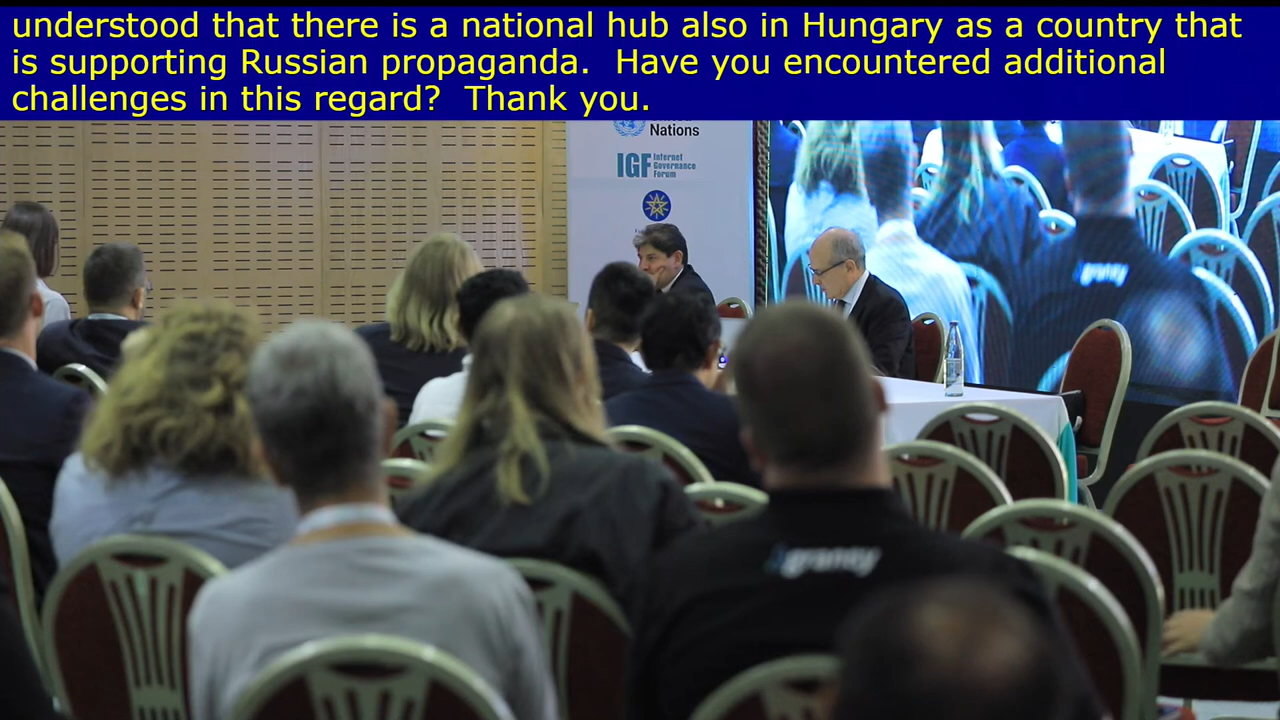 understood that there is a national hub also in Hungary as a country that
is supporting Russian propaganda.  Have you encountered additional
challenges in this regard?  Thank you.
Nations
IGF Internet
Governance
Forum